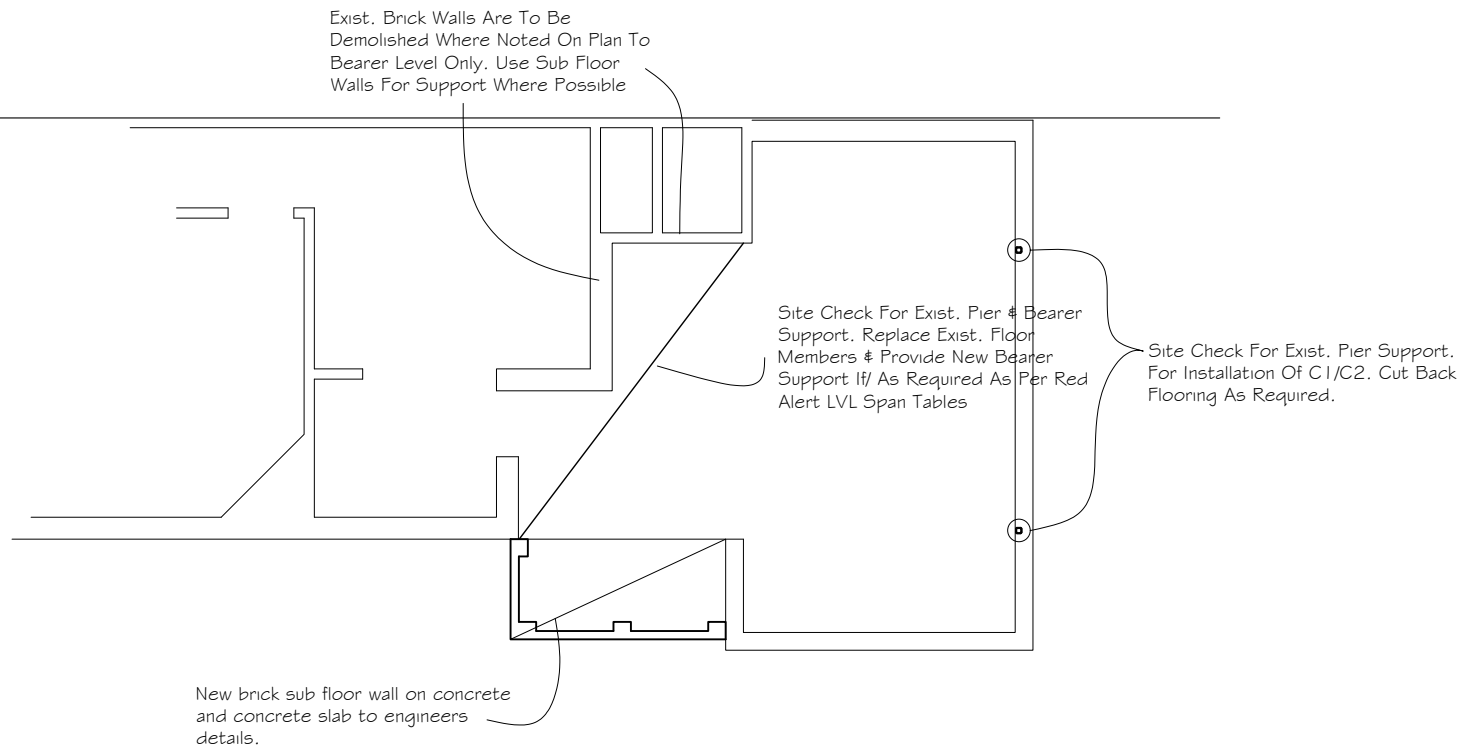 Exist. Brick Walls Are To Be
Demolished Where Noted On Plan To
Bearer Level Only. Use Sub Floor
Walls For Support Where Possible
Site Check For Exist. Pier & Bearer
Support. Replace Exist. Floor
Members & Provide New Bearer
Support If/ As Required As Per Red
Alert LVL Span Tables
Site Check For Exist. Pier Support.
For Installation Of C1/C2. Cut Back
Flooring As Required.
New brick sub floor wall on concrete
and concrete slab to engineers
details.